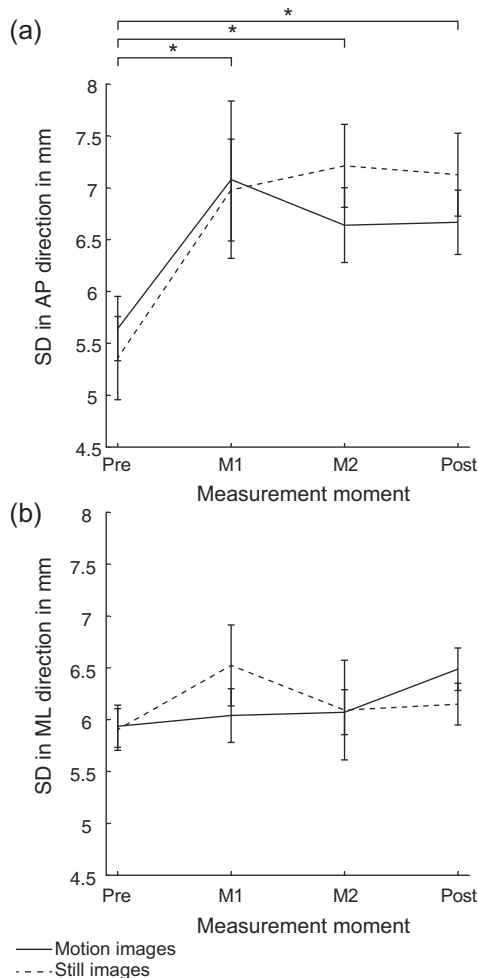 (a)
*
*
*
8
7.5
7
6.5
6
5.5
5
4.5
SD in AP direction in mm
Pre M1 M2 Post
Measurement moment
(b)
8
7.5
7
6.5
6
5.5
5
4.5
SD in ML direction in mm
Pre M1 M2 Post
Measurement moment
Motion images
Still images